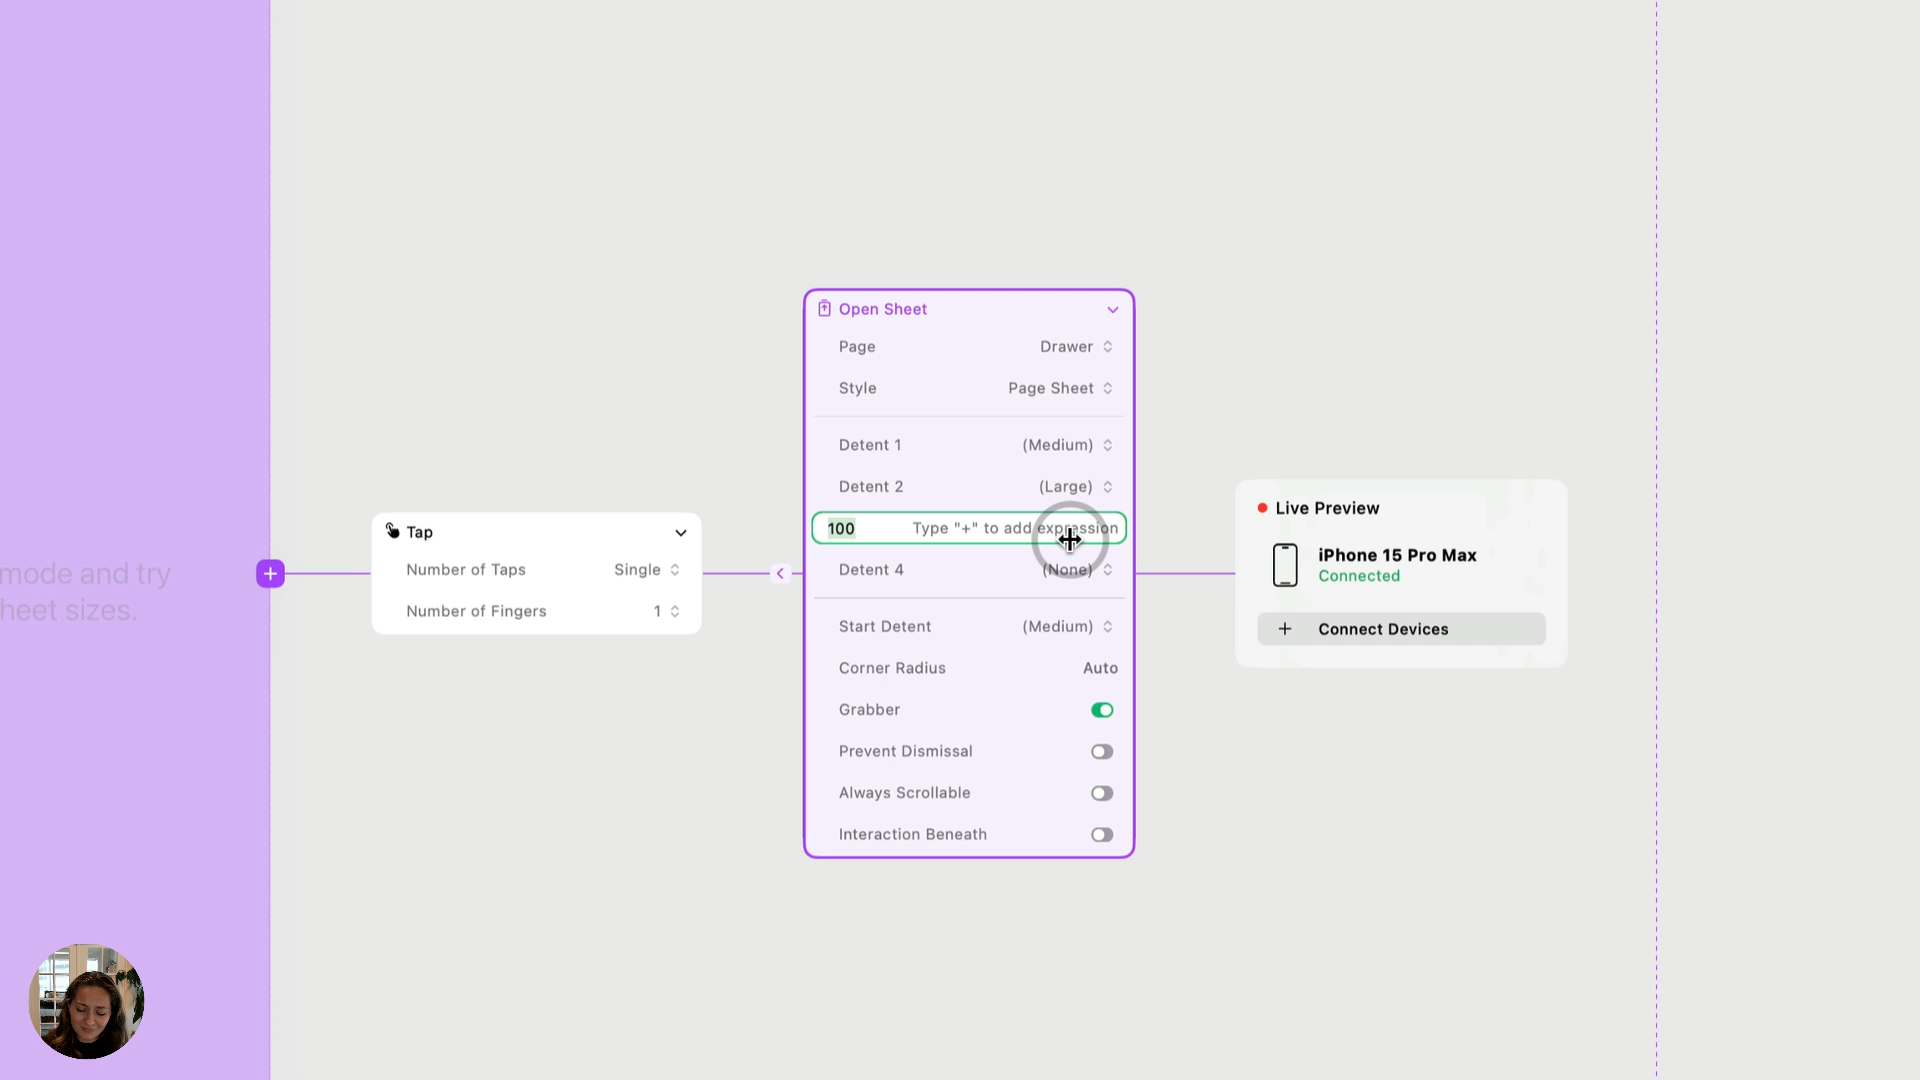 mode and try
heet sizes.
Tap
Number of Taps Single
Number of Fingers 1
Open Sheet
Page Drawer
Style Page Sheet
Detent 1 (Medium)
Detent 2 (Large)
100 Type "+" to add expression
Detent 4 (None)
Start Detent (Medium)
Corner Radius Auto
Grabber
Prevent Dismissal
Always Scrollable
Interaction Beneath
Live Preview
iPhone 15 Pro Max
Connected
+ Connect Devices